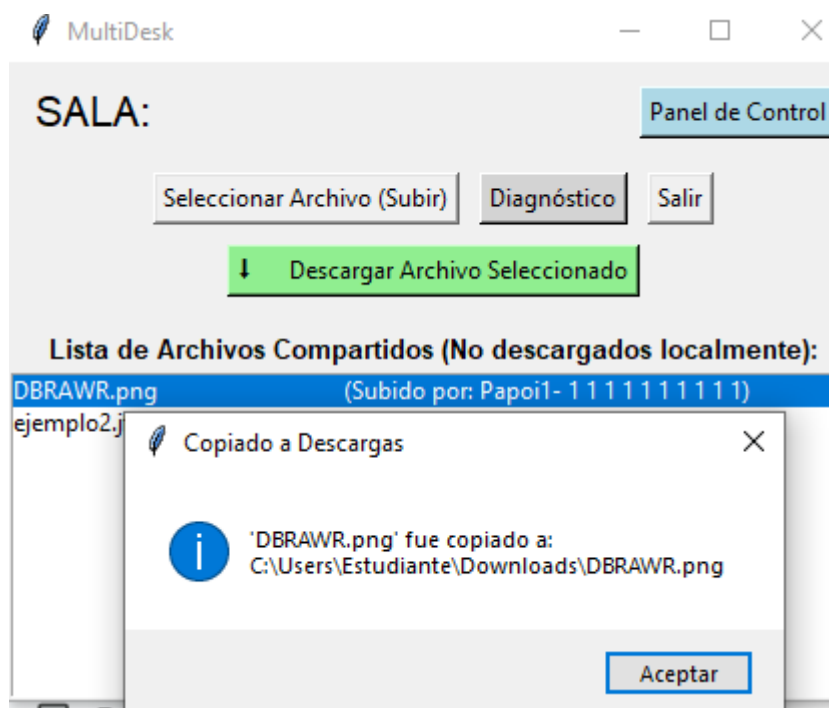 MultiDesk
SALA:
Panel de Control
Seleccionar Archivo (Subir) Diagnóstico Salir
Descargar Archivo Seleccionado
Lista de Archivos Compartidos (No descargados localmente):
DBRAWR.png (Subido por: Papoi1- 1 1 1 1 1 1 1 1 1 1)
ejemplo2.j
Copiado a Descargas
'DBRAWR.png' fue copiado a:
C:\Users\Estudiante\Downloads\DBRAWR.png
Aceptar